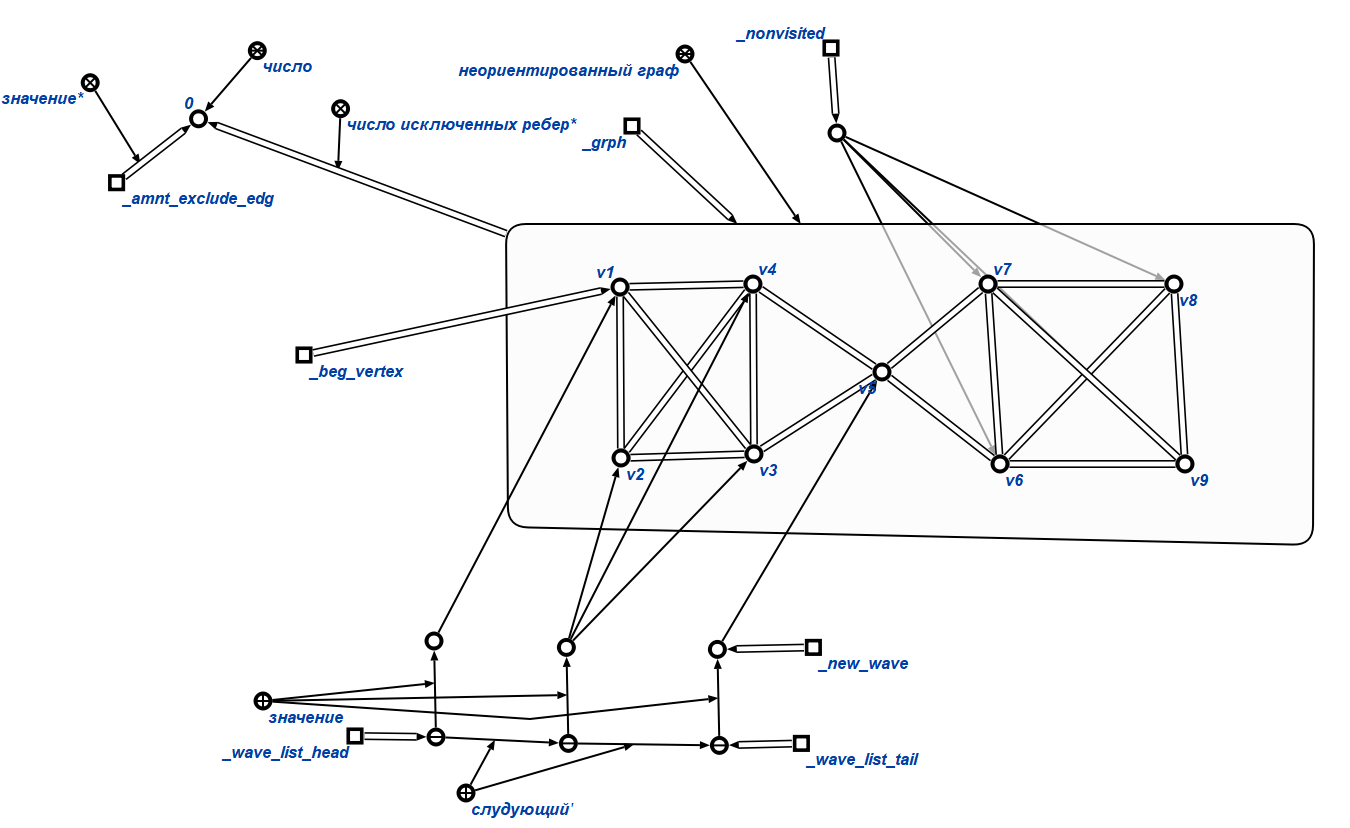 _nonvisited
число
неориентированный граф
значение*
0
число исключенных ребер*
_grph
_amnt_exclude_edg
v1
v4
v7
v8
_beg_vertex
v5
v2
v3
v6
v9
_new_wave
значение
_wave_list_head
_wave_list_tail
слудующий'